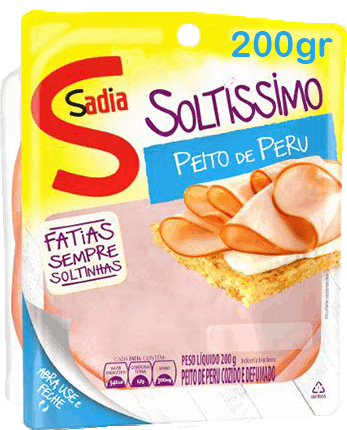 200gr
Sadia
SOLTÍSSIMO
PEITO DE PERU
FATIAS
SEMPRE
SOLTINHAS
CADA FATIA CONTÉM:
PESO LÍQUIDO 200 g
PEITO DE PERU COZIDO E DEFUMADO
ABRA, USE E
FECHE